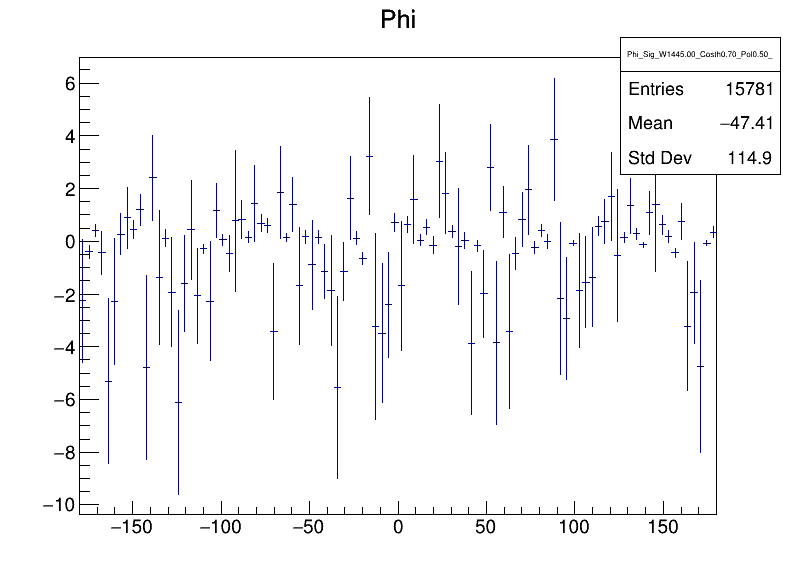 Phi
Phi_Sig_W1445.00_Costh0.70_Pol0.50_
Entries 15781
Mean −47.41
Std Dev 114.9
6
4
2
0
−2
−4
−6
−8
−10
−150 −100 −50 0 50 100 150